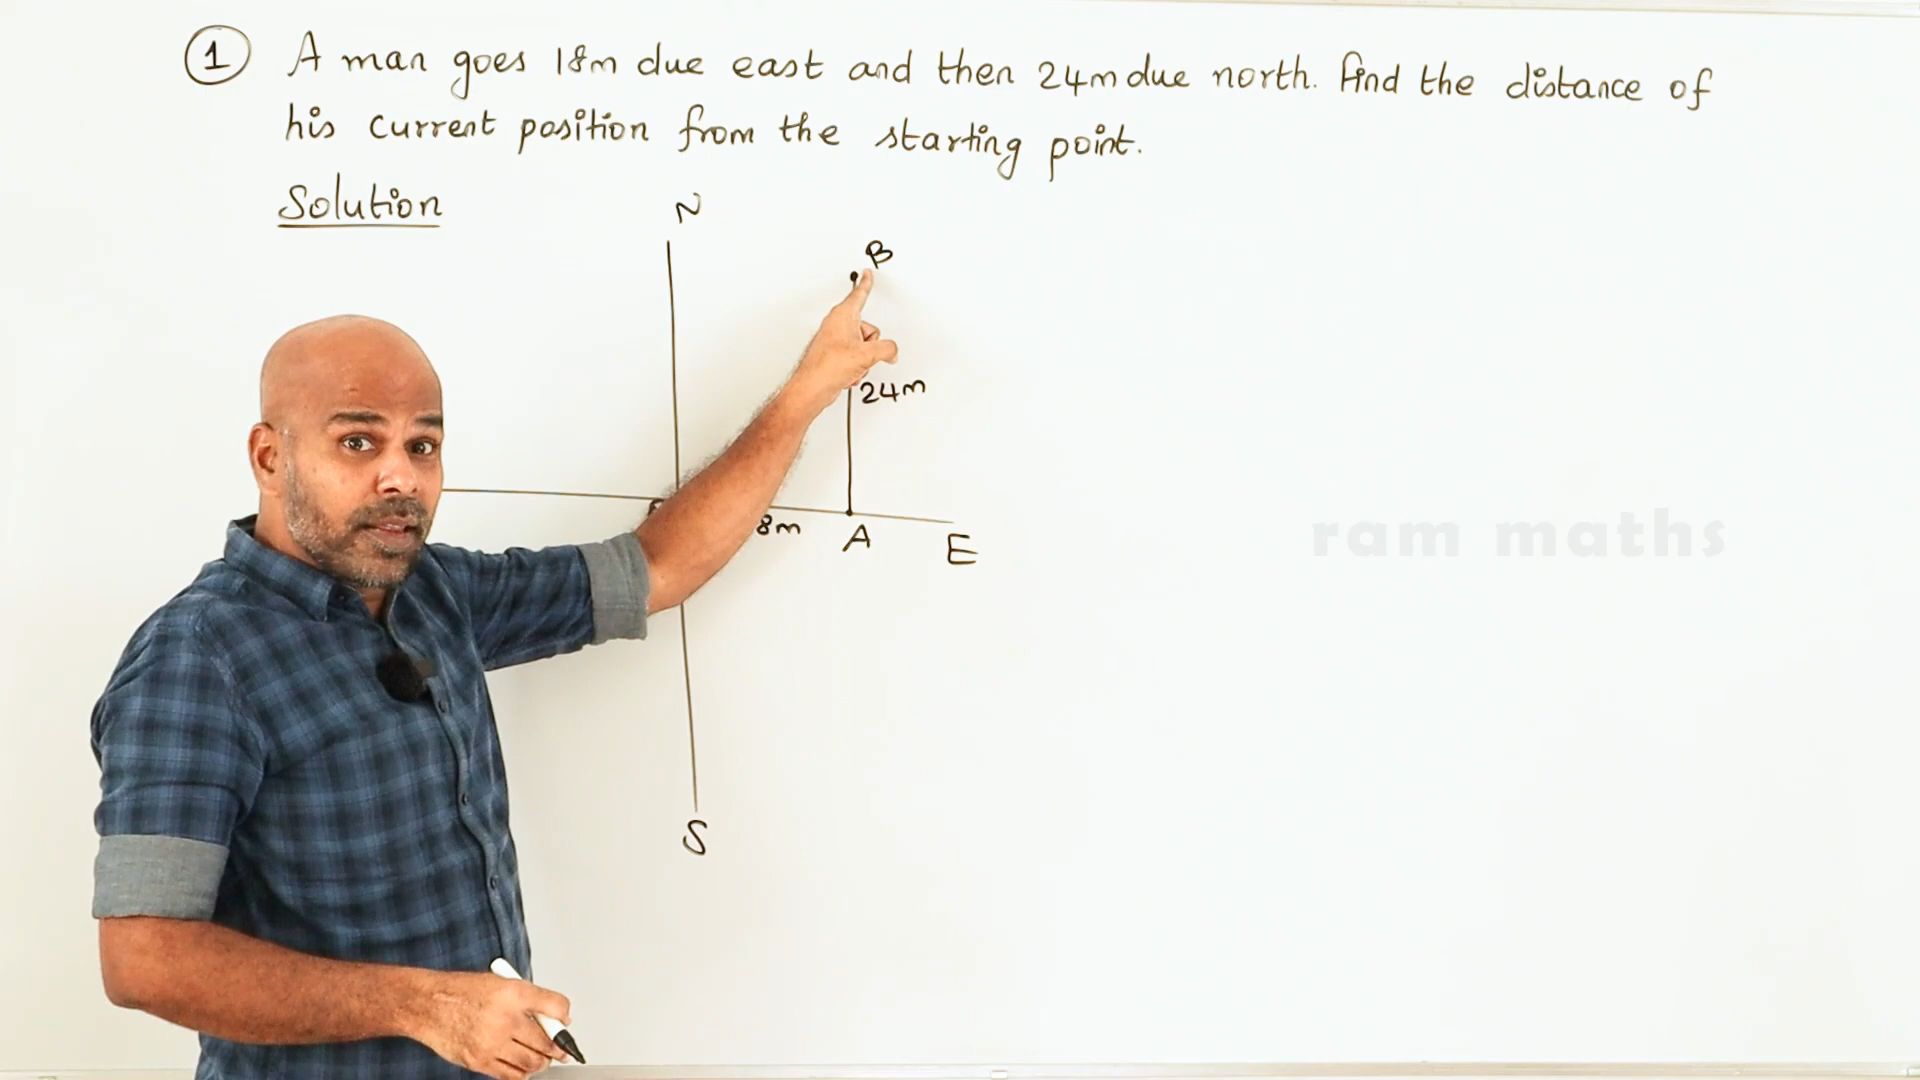 1 A man goes 18m due east and then 24m due north. Find the distance of
his current position from the starting point.
Solution
N
B
24m
8m
A
E
ram maths
S